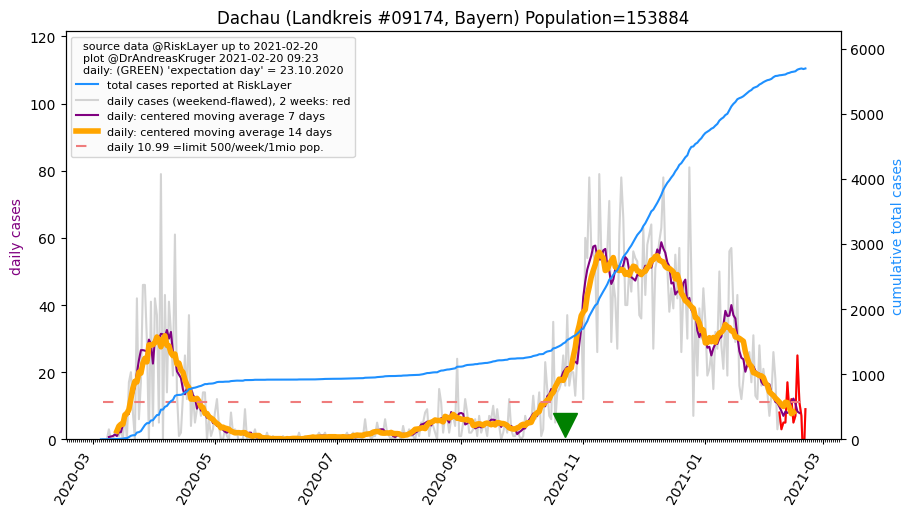 Dachau (Landkreis #09174, Bayern) Population=153884
source data @RiskLayer up to 2021-02-20
plot @DrAndreasKruger 2021-02-20 09:23
daily: (GREEN) 'expectation day' = 23.10.2020
total cases reported at RiskLayer
daily cases (weekend-flawed), 2 weeks: red
daily: centered moving average 7 days
daily: centered moving average 14 days
daily 10.99 =limit 500/week/1mio pop.
daily cases
120
100
80
60
40
20
0
cumulative total cases
6000
5000
4000
3000
2000
1000
0
2020-03
2020-05
2020-07
2020-09
2020-11
2021-01
2021-03